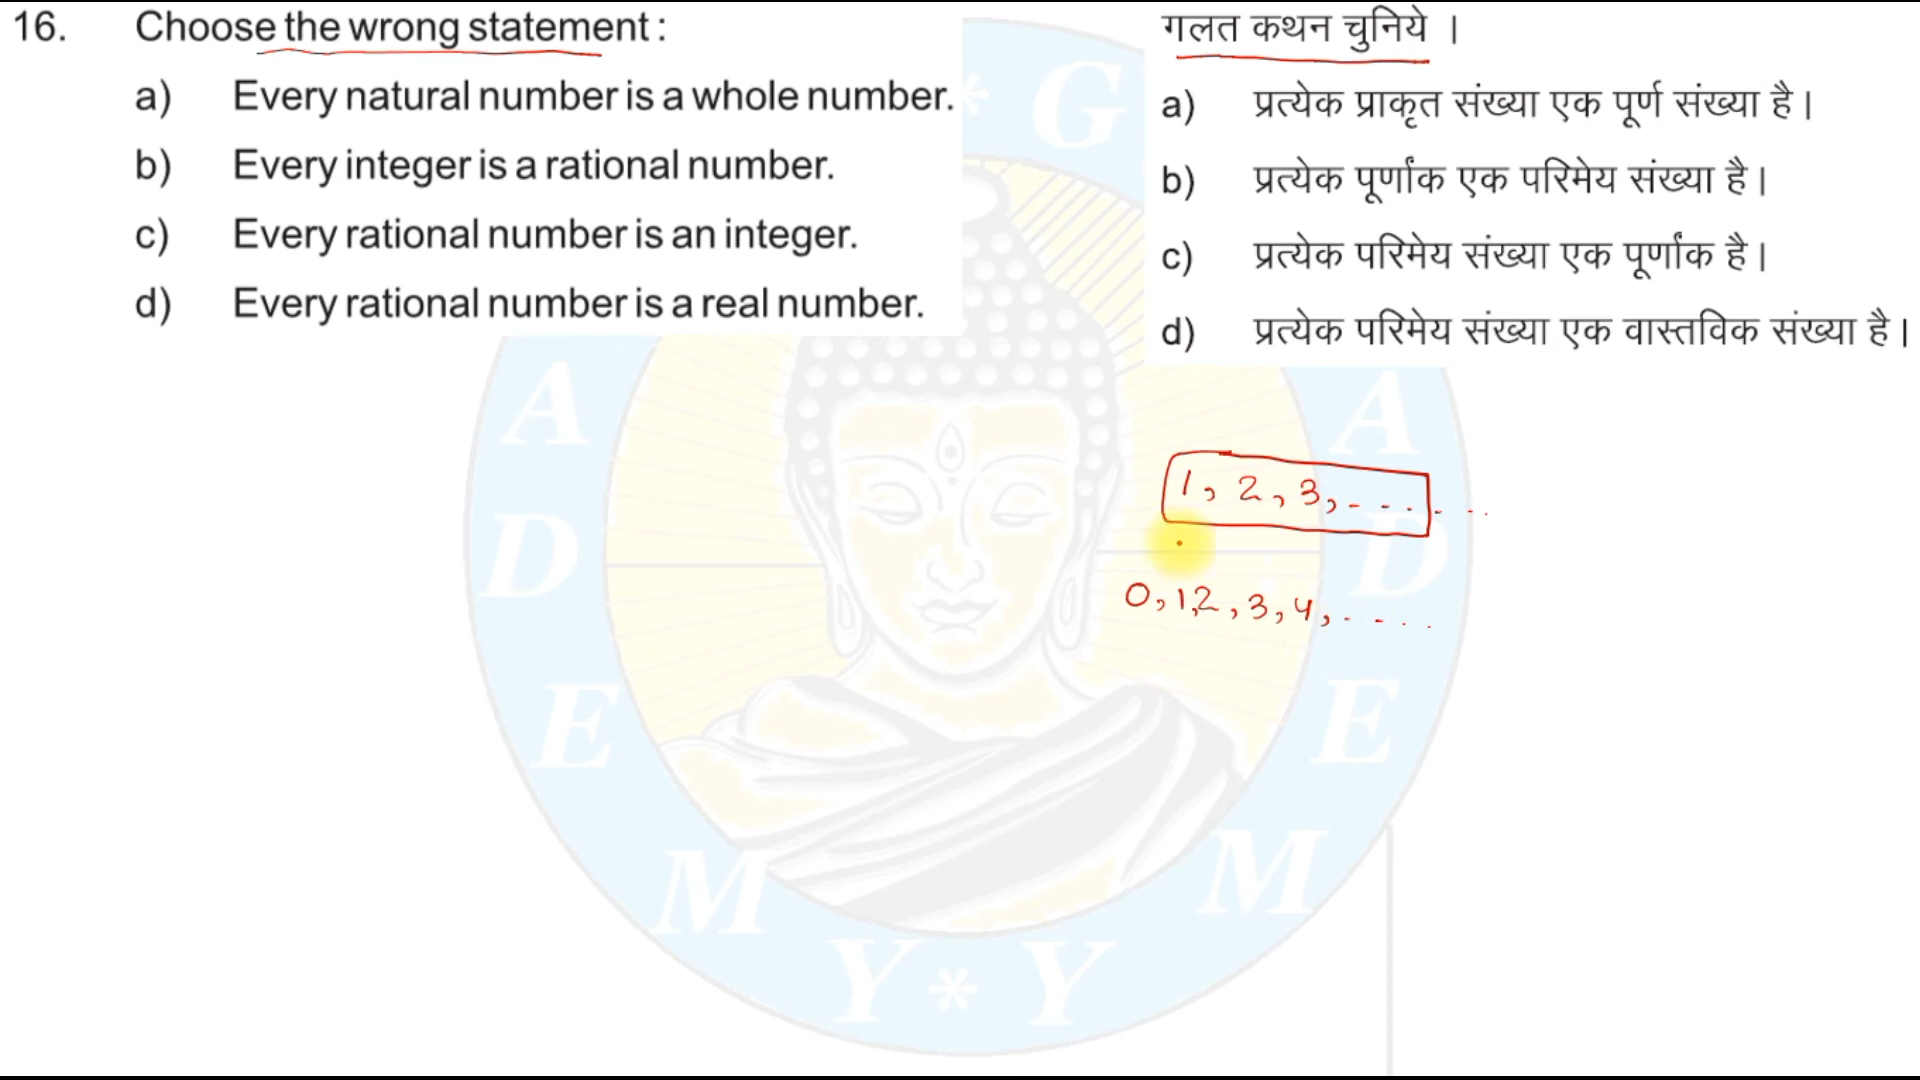 16. Choose the wrong statement :
a) Every natural number is a whole number.
b) Every integer is a rational number.
c) Every rational number is an integer.
d) Every rational number is a real number.
गलत कथन चुनिये ।
a) प्रत्येक प्राकृत संख्या एक पूर्ण संख्या है।
b) प्रत्येक पूर्णांक एक परिमेय संख्या है।
c) प्रत्येक परिमेय संख्या एक पूर्णांक है।
d) प्रत्येक परिमेय संख्या एक वास्तविक संख्या है।
1, 2, 3, - - - - - -
0, 1, 2, 3, 4, - - - -
* G
A D E M Y * Y M E D A